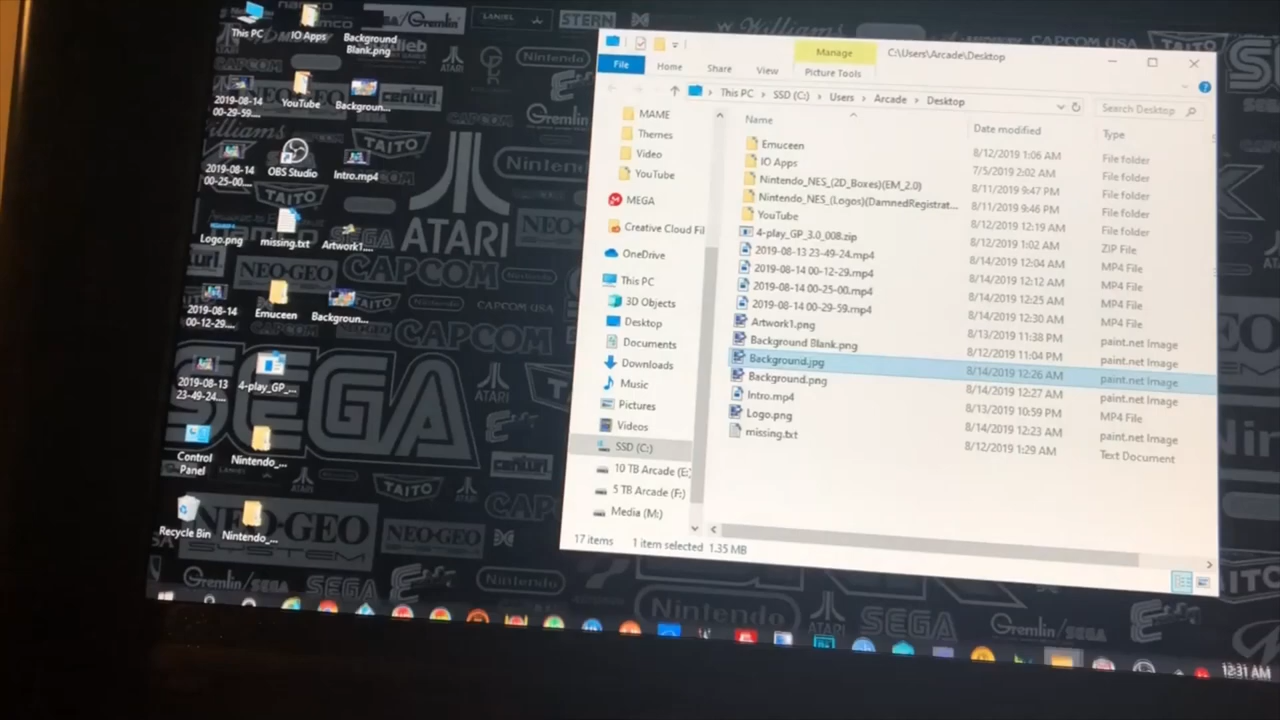 This PC
IO Apps
Background
Blank.png
2019-08-14
00-29-59....
YouTube
Backgroun...
2019-08-14
00-25-00....
OBS Studio
Intro.mp4
Logo.png
missing.txt
Artwork1....
2019-08-14
00-12-29....
Emuceen
Backgroun...
2019-08-13
23-49-24....
4-play_GP_...
Control
Panel
Nintendo_...
Recycle Bin
Nintendo_...
Manage
C:\Users\Arcade\Desktop
File
Home
Share
View
Picture Tools
This PC > SSD (C:) > Users > Arcade > Desktop
Search Desktop
MAME
Themes
Video
YouTube
MEGA
Creative Cloud Fil
OneDrive
This PC
3D Objects
Desktop
Documents
Downloads
Music
Pictures
Videos
SSD (C:)
10 TB Arcade (E:
5 TB Arcade (F:)
Media (M:)
Name
Date modified
Type
Emuceen
8/12/2019 1:06 AM
File folder
IO Apps
7/5/2019 2:02 AM
File folder
Nintendo_NES_(2D_Boxes)(EM_2.0)
8/11/2019 9:47 PM
File folder
Nintendo_NES_(Logos)(DamnedRegistrat...
8/11/2019 9:46 PM
File folder
YouTube
8/12/2019 12:19 AM
File folder
4-play_GP_3.0_008.zip
8/12/2019 1:02 AM
ZIP File
2019-08-13 23-49-24.mp4
8/14/2019 12:04 AM
MP4 File
2019-08-14 00-12-29.mp4
8/14/2019 12:12 AM
MP4 File
2019-08-14 00-25-00.mp4
8/14/2019 12:25 AM
MP4 File
2019-08-14 00-29-59.mp4
8/14/2019 12:30 AM
MP4 File
Artwork1.png
8/13/2019 11:38 PM
paint.net Image
Background Blank.png
8/12/2019 11:04 PM
paint.net Image
Background.jpg
8/14/2019 12:26 AM
paint.net Image
Background.png
8/14/2019 12:27 AM
paint.net Image
Intro.mp4
8/13/2019 10:59 PM
MP4 File
Logo.png
8/14/2019 12:23 AM
paint.net Image
missing.txt
8/12/2019 1:29 AM
Text Document
17 items
1 item selected 1.35 MB
ATARI
SEGA
NEO-GEO
CAPCOM
CAPCOM USA
TAITO
Nintendo
Gremlin/SEGA
NEO-GEO
SYSTEM
NEO-GEO
STERN
Williams
centuri
12:31 AM